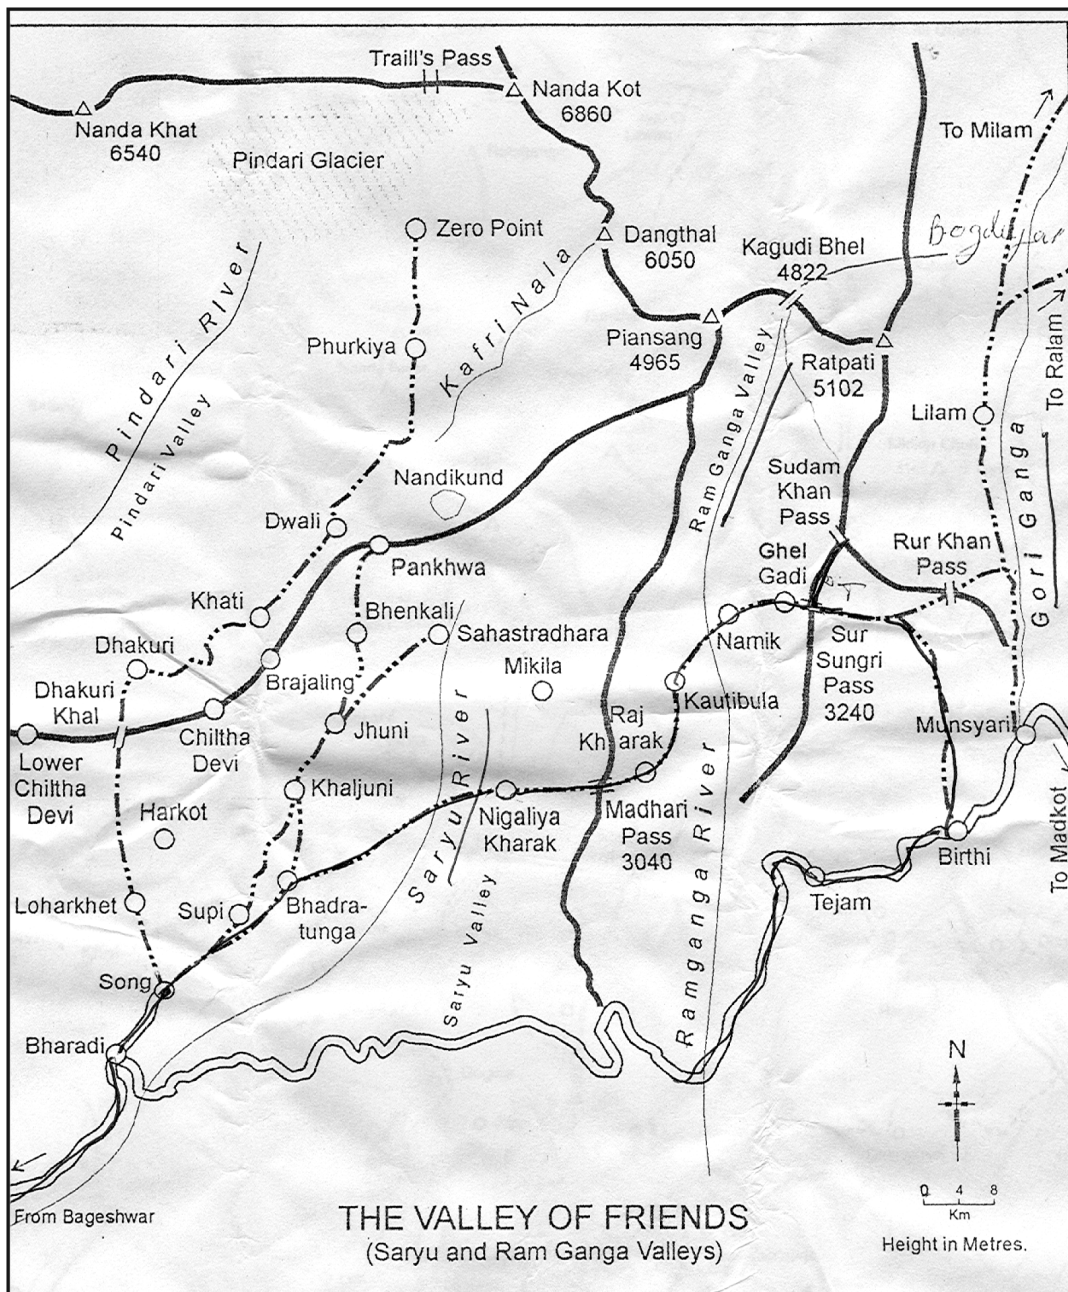 Traill's Pass
Nanda Kot
6860
Nanda Khat
6540
To Milam
Pindari Glacier
Zero Point
Dangthal
6050
Kagudi Bhel
4822
Pindari River
Kafri Nala
Phurkiya
Piansang
4965
Ratpati
5102
To Ralam
Pindari Valley
Ram Ganga Valley
Lilam
Gori Ganga
Nandikund
Sudam
Khan
Pass
Dwali
Pankhwa
Ghel
Gadi
Rur Khan
Pass
Khati
Bhenkali
Sahastradhara
Namik
Sur
Sungri
Pass
3240
Dhakuri
Mikila
Dhakuri
Khal
Brajaling
Kautibula
Munsyari
Chiltha
Devi
Jhuni
Raj
Kharak
Lower
Chiltha
Devi
Khaljuni
Saryu River
Harkot
Nigaliya
Kharak
Madhari
Pass
3040
Ramganga River
Birthi
To Madkot
Loharkhet
Supi
Bhadra-
tunga
Tejam
Saryu Valley
Song
Bharadi
N
0 4 8
Km
From Bageshwar
THE VALLEY OF FRIENDS
(Saryu and Ram Ganga Valleys)
Height in Metres.